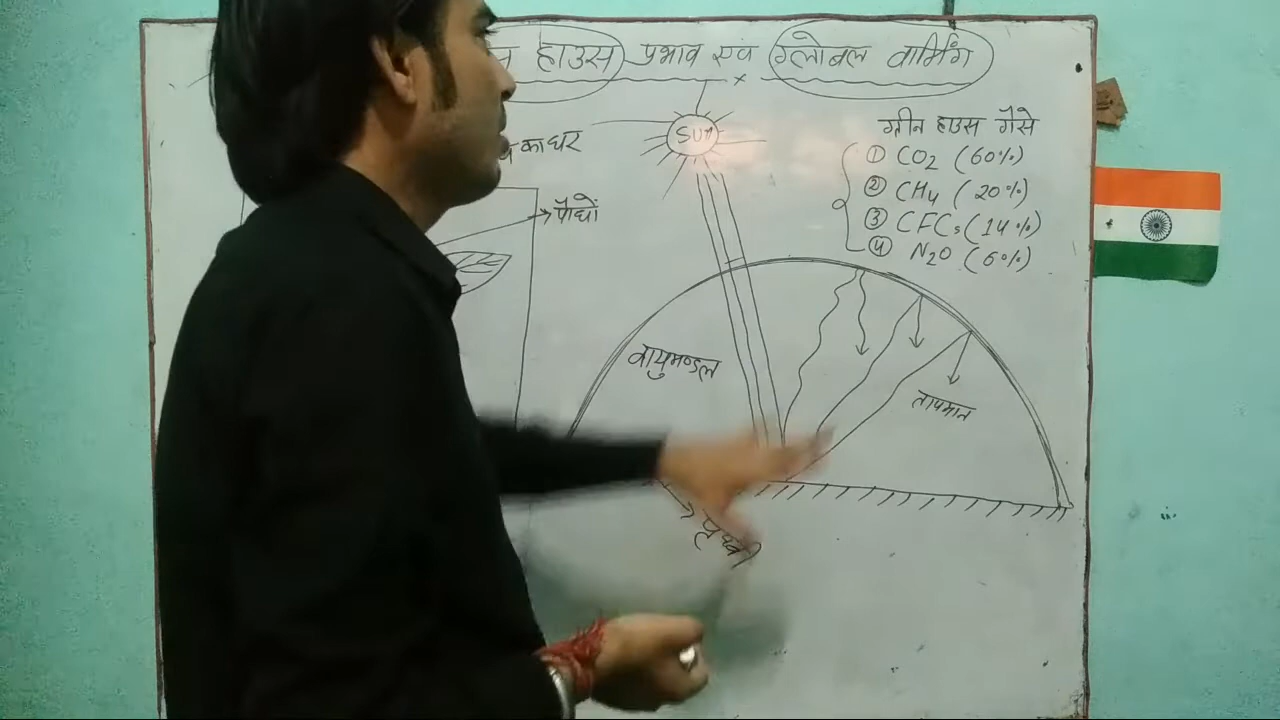 हाउस प्रभाव एवं ग्लोबल वार्मिंग
का घर
पौधों
SUN
ग्रीन हाउस गैसे
① CO2 (60%)
② CH4 (20%)
③ CFCs (14%)
④ N2O (6%)
वायुमण्डल
तापमान
पृथ्वी